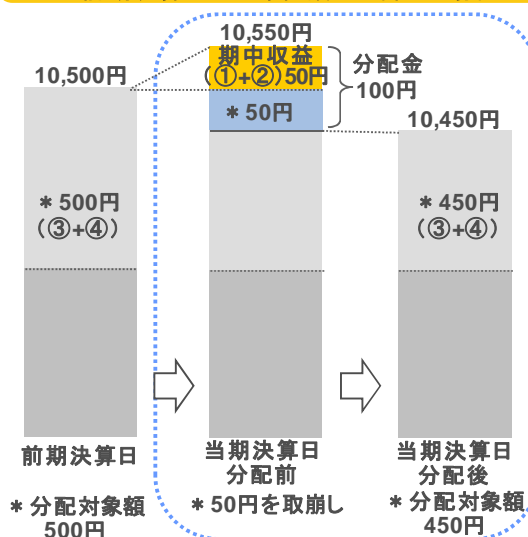 10,550円
期中収益
(①+②)50円
分配金
100円
10,500円
＊50円
10,450円
＊500円
(③+④)
＊450円
(③+④)
前期決算日
当期決算日
分配前
当期決算日
分配後
＊分配対象額
500円
＊50円を取崩し
＊分配対象額
450円